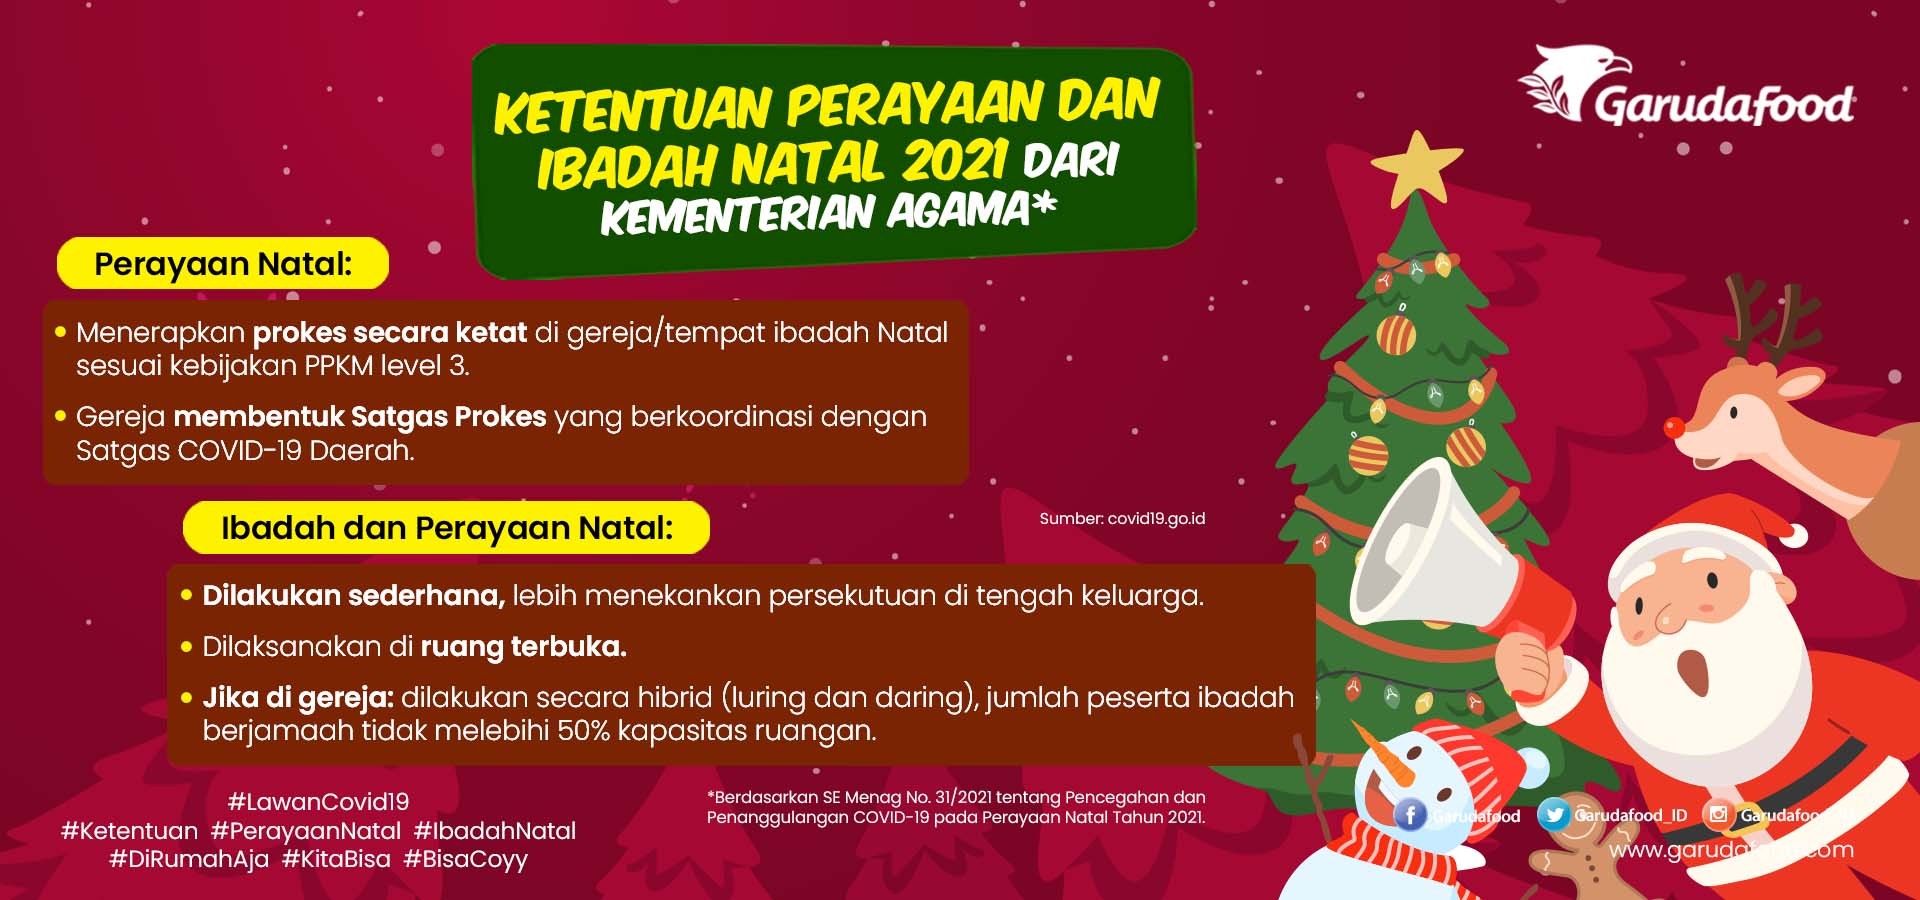 KETENTUAN PERAYAAN DAN
IBADAH NATAL 2021 DARI
KEMENTERIAN AGAMA*
Garudafood
Perayaan Natal:
• Menerapkan prokes secara ketat di gereja/tempat ibadah Natal
sesuai kebijakan PPKM level 3.
• Gereja membentuk Satgas Prokes yang berkoordinasi dengan
Satgas COVID-19 Daerah.
Ibadah dan Perayaan Natal:
Sumber: covid19.go.id
• Dilakukan sederhana, lebih menekankan persekutuan di tengah keluarga.
• Dilaksanakan di ruang terbuka.
• Jika di gereja: dilakukan secara hibrid (luring dan daring), jumlah peserta ibadah
berjamaah tidak melebihi 50% kapasitas ruangan.
#LawanCovid19
#Ketentuan #PerayaanNatal #IbadahNatal
#DiRumahAja #KitaBisa #BisaCoyy
*Berdasarkan SE Menag No. 31/2021 tentang Pencegahan dan
Penanggulangan COVID-19 pada Perayaan Natal Tahun 2021.
Garudafood Garudafood_ID
www.garudafood.com